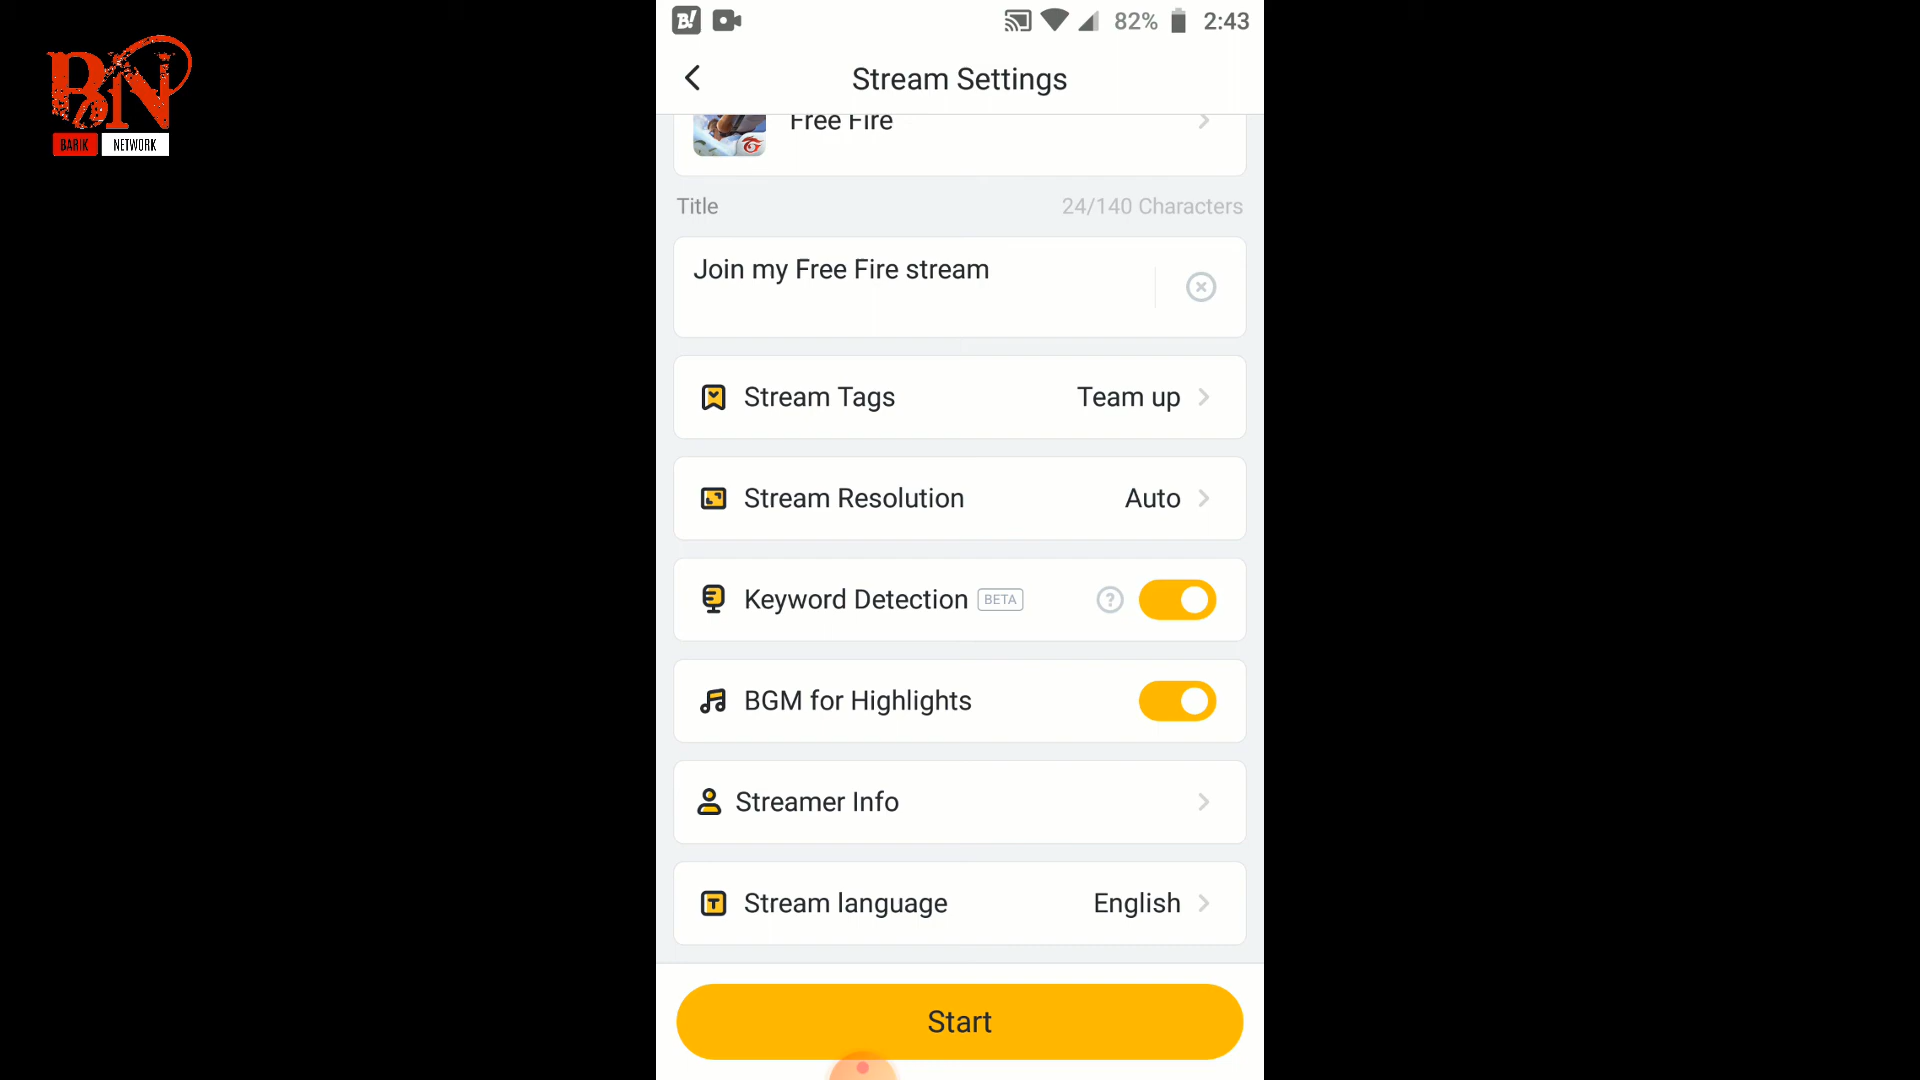 B!
82%
2:43
BN
BARIK NETWORK
Stream Settings
Free Fire
Title
24/140 Characters
Join my Free Fire stream
Stream Tags
Team up
Stream Resolution
Auto
Keyword Detection BETA
?
BGM for Highlights
Streamer Info
T Stream language
English
Start